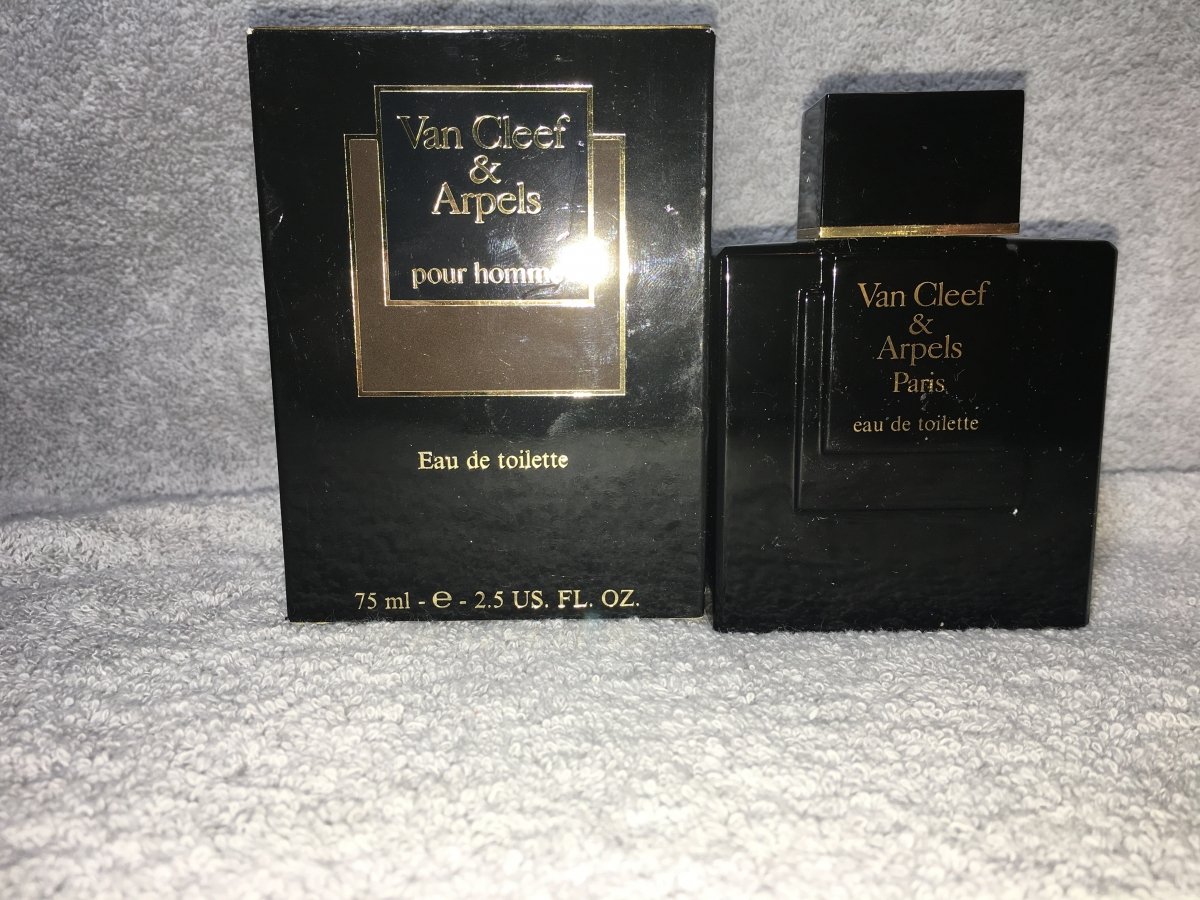 Van Cleef
&
Arpels
pour homme
Eau de toilette
75 ml - e - 2.5 US. FL. OZ.
Van Cleef
&
Arpels
Paris
eau de toilette